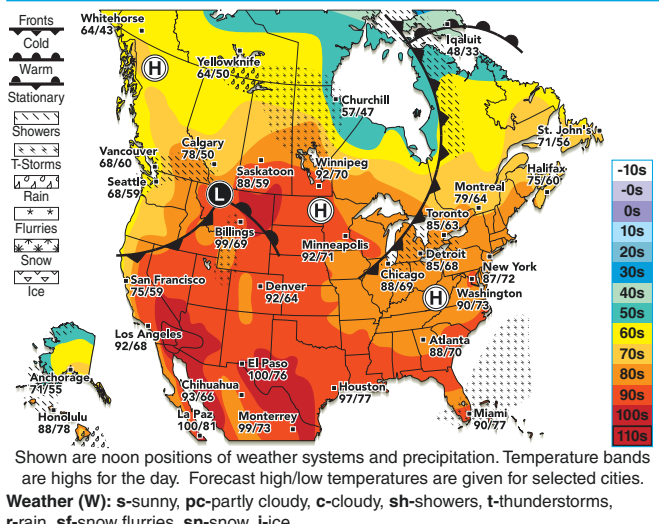 Fronts
Cold
Warm
Stationary
Showers
T-Storms
Rain
Flurries
Snow
Ice
Whitehorse
64/43
H
Yellowknife
64/50
Iqaluit
48/33
Churchill
57/47
St. John's
71/56
Vancouver
68/60
Calgary
78/50
Saskatoon
88/59
Winnipeg
92/70
Halifax
75/60
Seattle
68/59
L
H
Montreal
79/64
Toronto
85/63
Billings
99/69
Minneapolis
92/71
Detroit
85/68
New York
87/72
San Francisco
75/59
Denver
92/64
Chicago
88/69
H
Washington
90/73
Los Angeles
92/68
Atlanta
88/70
El Paso
100/76
Anchorage
71/55
Chihuahua
93/66
Houston
97/77
Honolulu
88/78
La Paz
100/81
Monterrey
99/73
Miami
90/77
-10s
-0s
0s
10s
20s
30s
40s
50s
60s
70s
80s
90s
100s
110s
Shown are noon positions of weather systems and precipitation. Temperature bands
are highs for the day. Forecast high/low temperatures are given for selected cities.
Weather (W): s-sunny, pc-partly cloudy, c-cloudy, sh-showers, t-thunderstorms,
r-rain, sf-snow flurries, sn-snow, i-ice